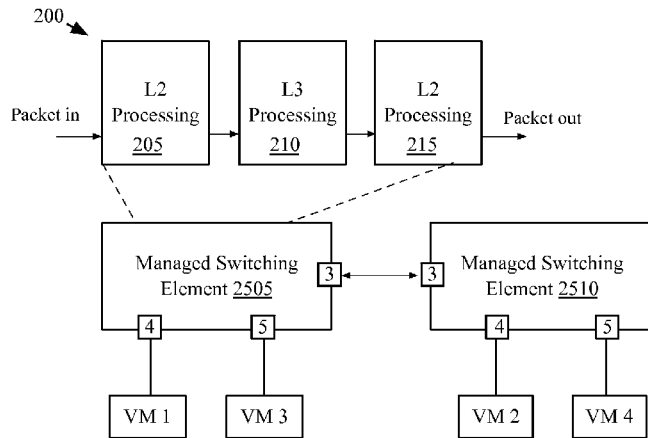 200
L2
Processing
205
L3
Processing
210
L2
Processing
215
Packet in
Packet out
Managed Switching
Element 2505
3
4
5
Managed Switching
Element 2510
3
4
5
VM 1
VM 3
VM 2
VM 4